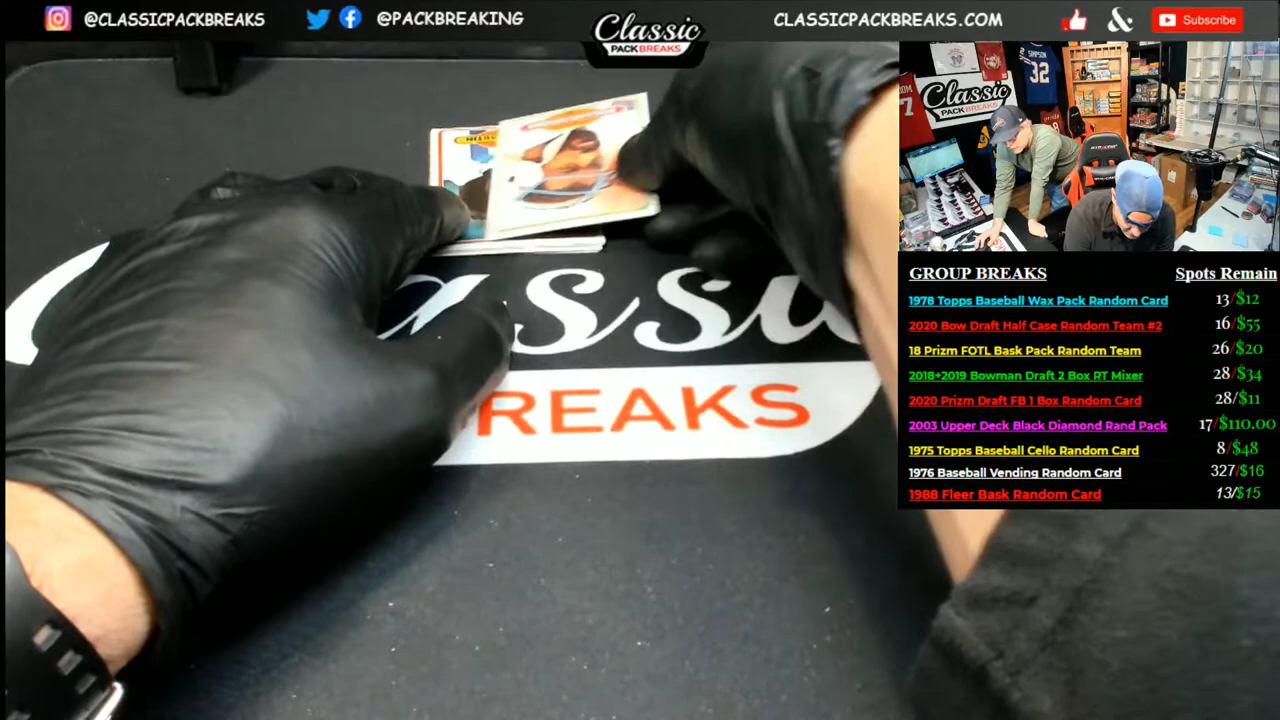 @CLASSICPACKBREAKS
@PACKBREAKING
Classic
PACK BREAKS
CLASSICPACKBREAKS.COM
&
Subscribe
SIMPSON
32
Classic
PACK BREAKS
7
GROUP BREAKS Spots Remain
1978 Topps Baseball Wax Pack Random Card 13/$12
2020 Bow Draft Half Case Random Team #2 16/$55
18 Prizm FOTL Bask Pack Random Team 26/$20
2018+2019 Bowman Draft 2 Box RT Mixer 28/$34
2020 Prizm Draft FB 1 Box Random Card 28/$11
2003 Upper Deck Black Diamond Rand Pack 17/$110.00
1975 Topps Baseball Cello Random Card 8/$48
1976 Baseball Vending Random Card 327/$16
1988 Fleer Bask Random Card 13/$15
Classic
REAKS